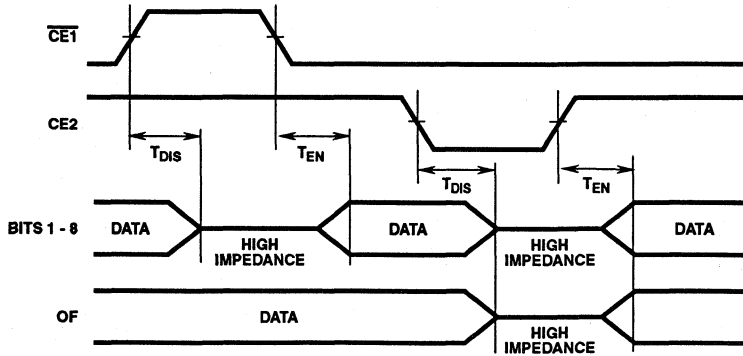 CE1
CE2
TDIS
TEN
TDIS
TEN
BITS 1 - 8
DATA
HIGH
IMPEDANCE
DATA
HIGH
IMPEDANCE
DATA
OF
DATA
HIGH
IMPEDANCE